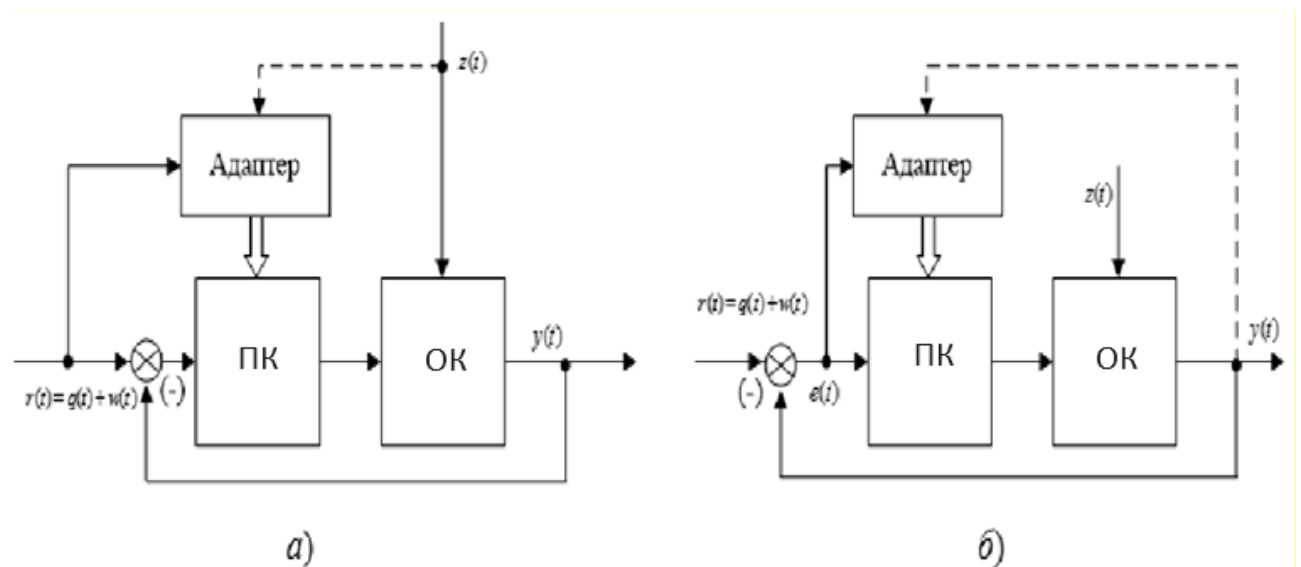 z(t)
Адаптер
ПК
ОК
y(t)
(-)
r(t)=g(t)+w(t)
а)
Адаптер
z(t)
r(t)=g(t)+w(t)
ПК
ОК
y(t)
(-)
e(t)
б)